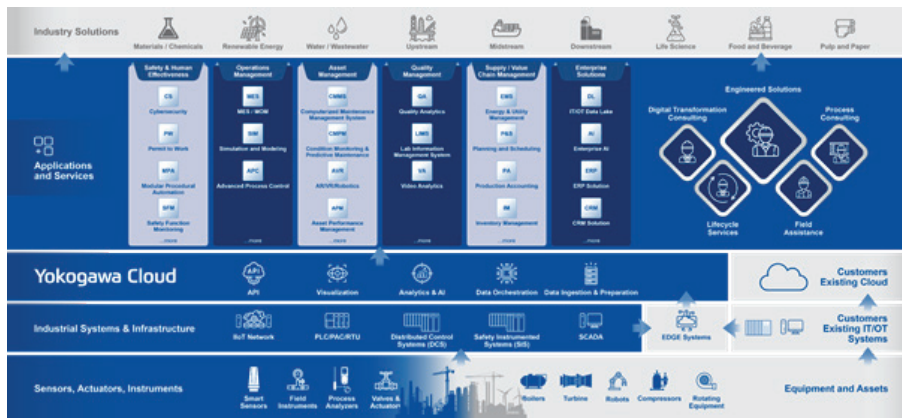 Industry Solutions
Materials / Chemicals
Renewable Energy
Water / Wastewater
Upstream
Midstream
Downstream
Life Science
Food and Beverage
Pulp and Paper
Applications
and Services
Safety & Human
Effectiveness
CS
Cybersecurity
PW
Permit to Work
MPA
Modular Procedural
Automation
SFM
Safety Function
Monitoring
...more
Operations
Management
MES
MES / MOM
SIM
Simulation and Modeling
APC
Advanced Process Control
...more
Asset
Management
CMMS
Computerized Maintenance
Management System
CMPM
Condition Monitoring &
Predictive Maintenance
AVR
AR/VR/Robotics
APM
Asset Performance
Management
...more
Quality
Management
QA
Quality Analytics
LIMS
Lab Information
Management System
VA
Video Analytics
...more
Supply / Value
Chain Management
EMS
Energy & Utility
Management
P&S
Planning and Scheduling
PA
Production Accounting
IM
Inventory Management
...more
Enterprise
Solutions
DL
IT/OT Data Lake
AI
Enterprise AI
ERP
ERP Solution
CRM
CRM Solution
...more
Engineered Solutions
Digital Transformation
Consulting
Process
Consulting
Lifecycle
Services
Field
Assistance
Yokogawa Cloud
API
API
Visualization
Analytics & AI
Data Orchestration
Data Ingestion & Preparation
Customers
Existing Cloud
Industrial Systems & Infrastructure
IIoT Network
PLC/PAC/RTU
Distributed Control
Systems (DCS)
Safety Instrumented
Systems (SIS)
SCADA
EDGE Systems
Customers
Existing IT/OT
Systems
Sensors, Actuators, Instruments
Smart
Sensors
Field
Instruments
Process
Analyzers
Valves &
Actuators
Boilers
Turbine
Robots
Compressors
Rotating
Equipment
Equipment and Assets